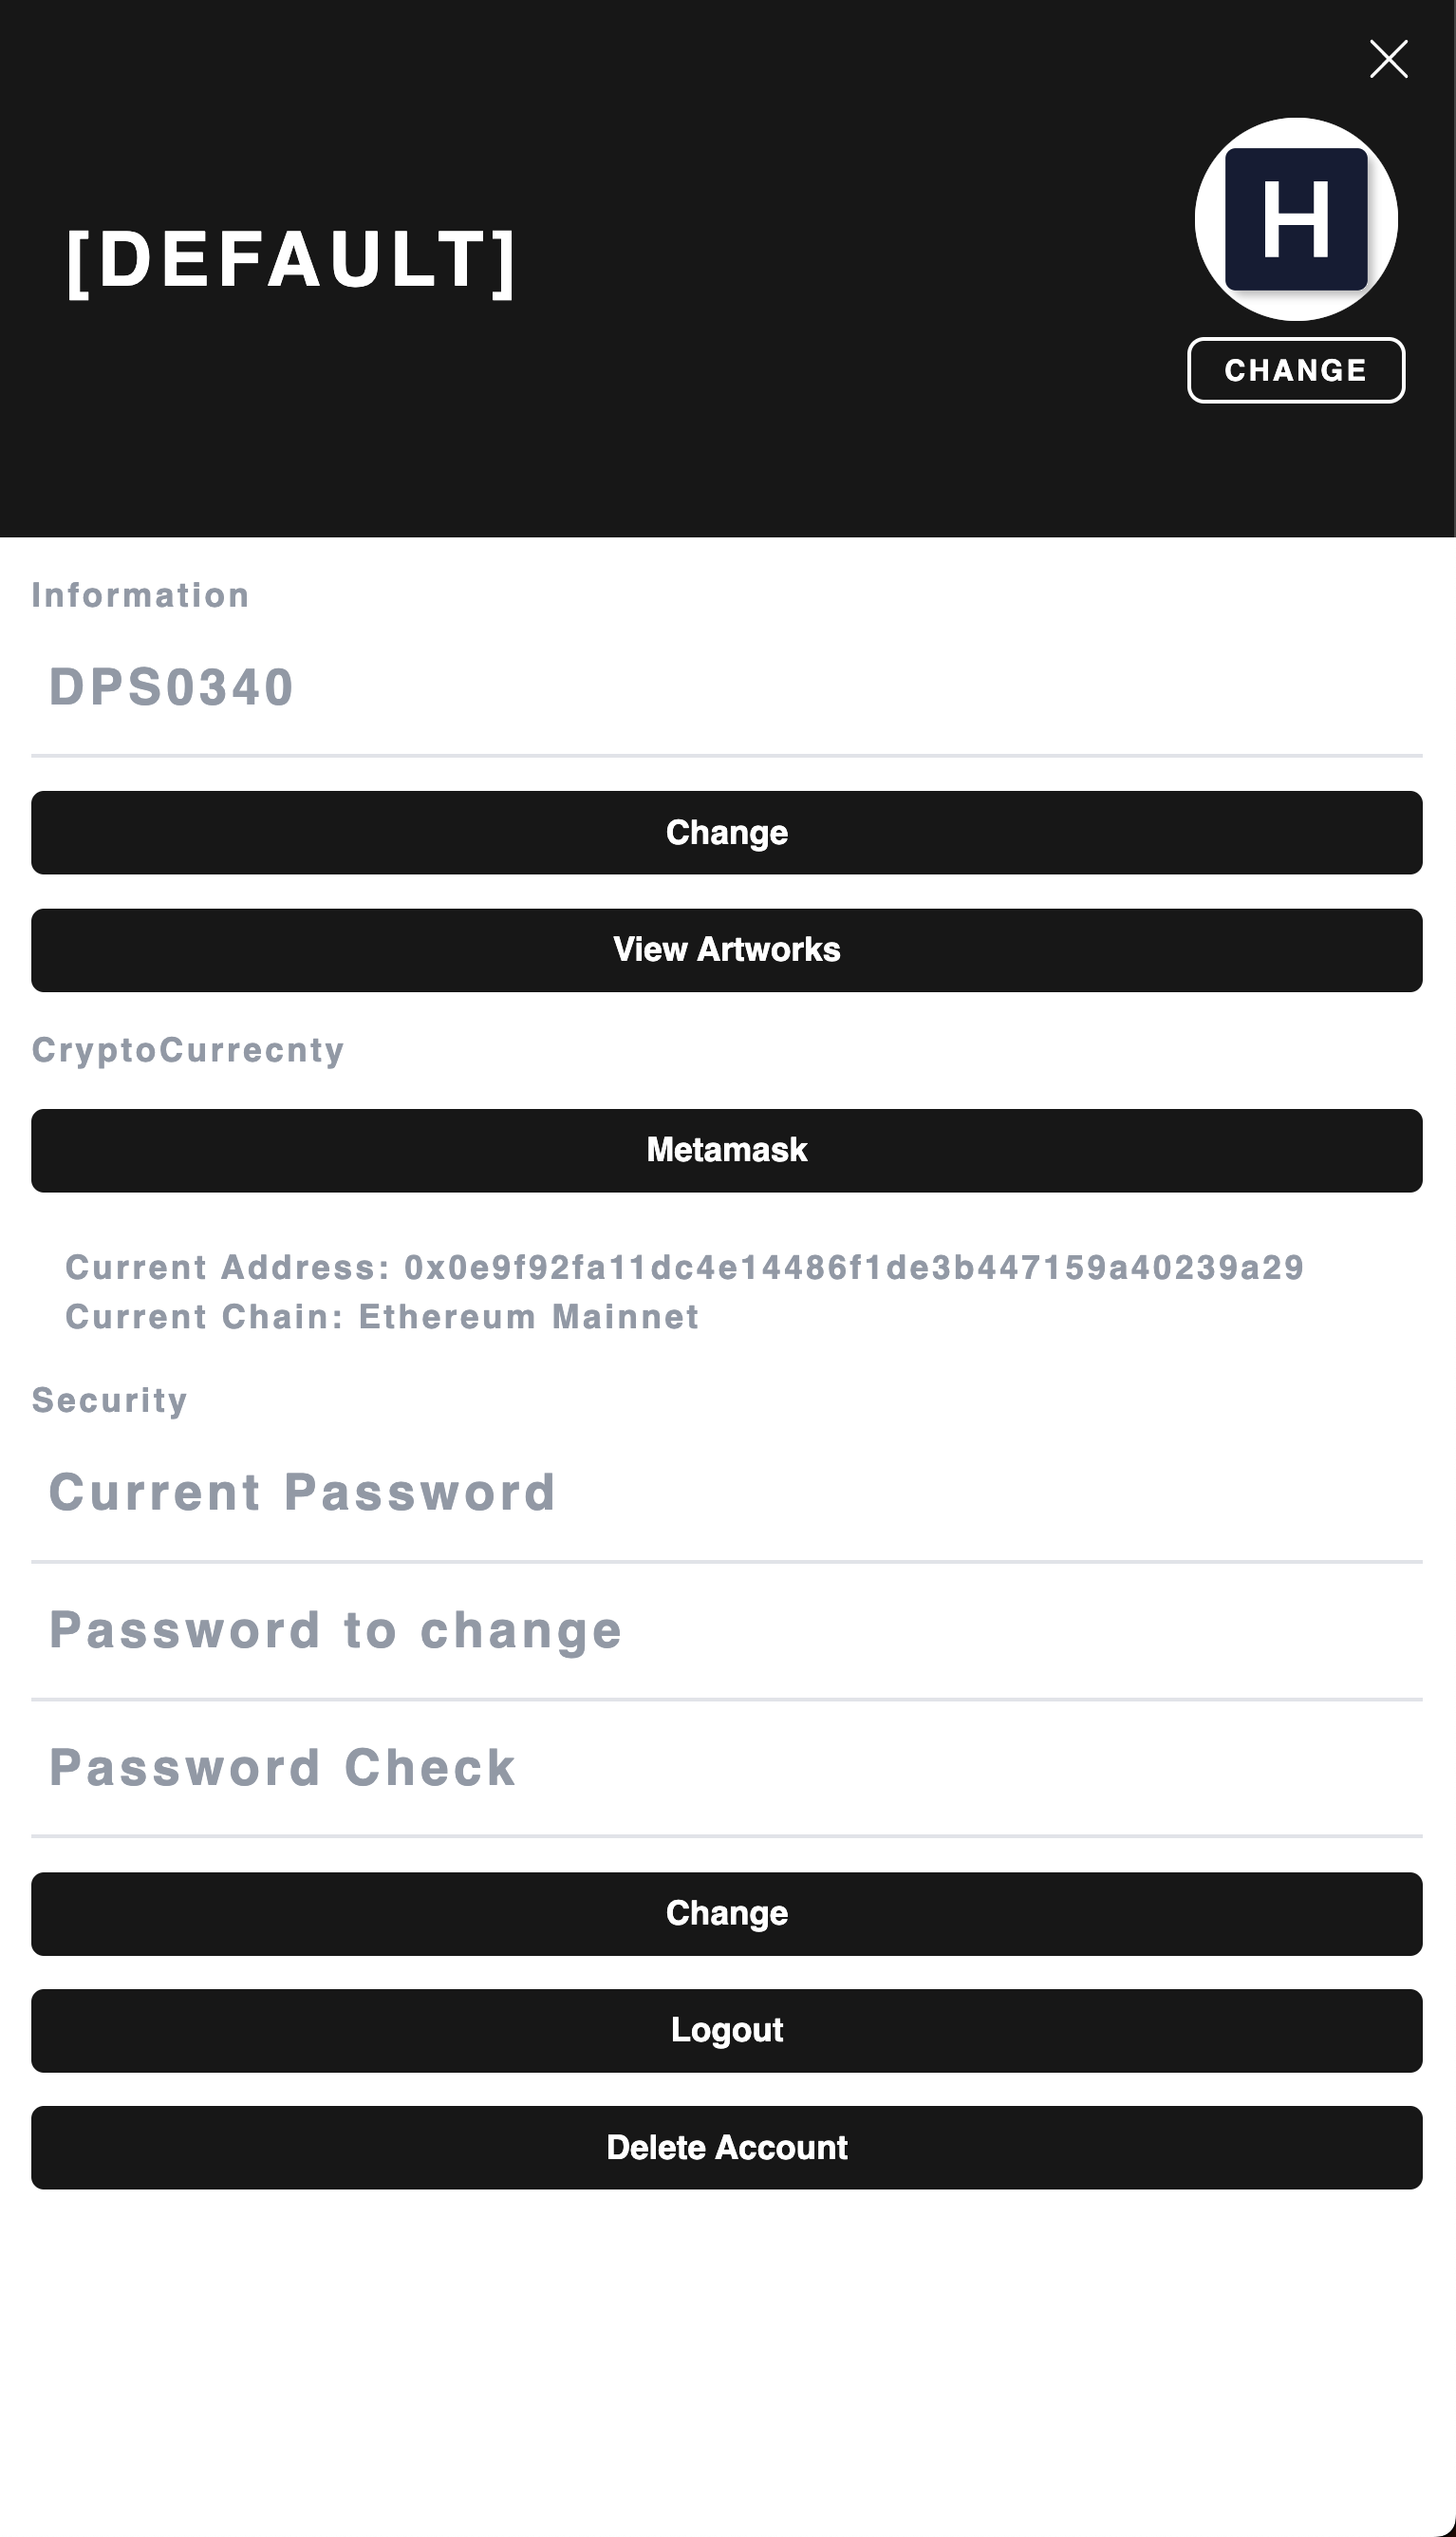 [DEFAULT]
H
CHANGE
Information
DPS0340
Change
View Artworks
CryptoCurrecnty
Metamask
Current Address: 0x0e9f92fa11dc4e14486f1de3b447159a40239a29
Current Chain: Ethereum Mainnet
Security
Current Password
Password to change
Password Check
Change
Logout
Delete Account